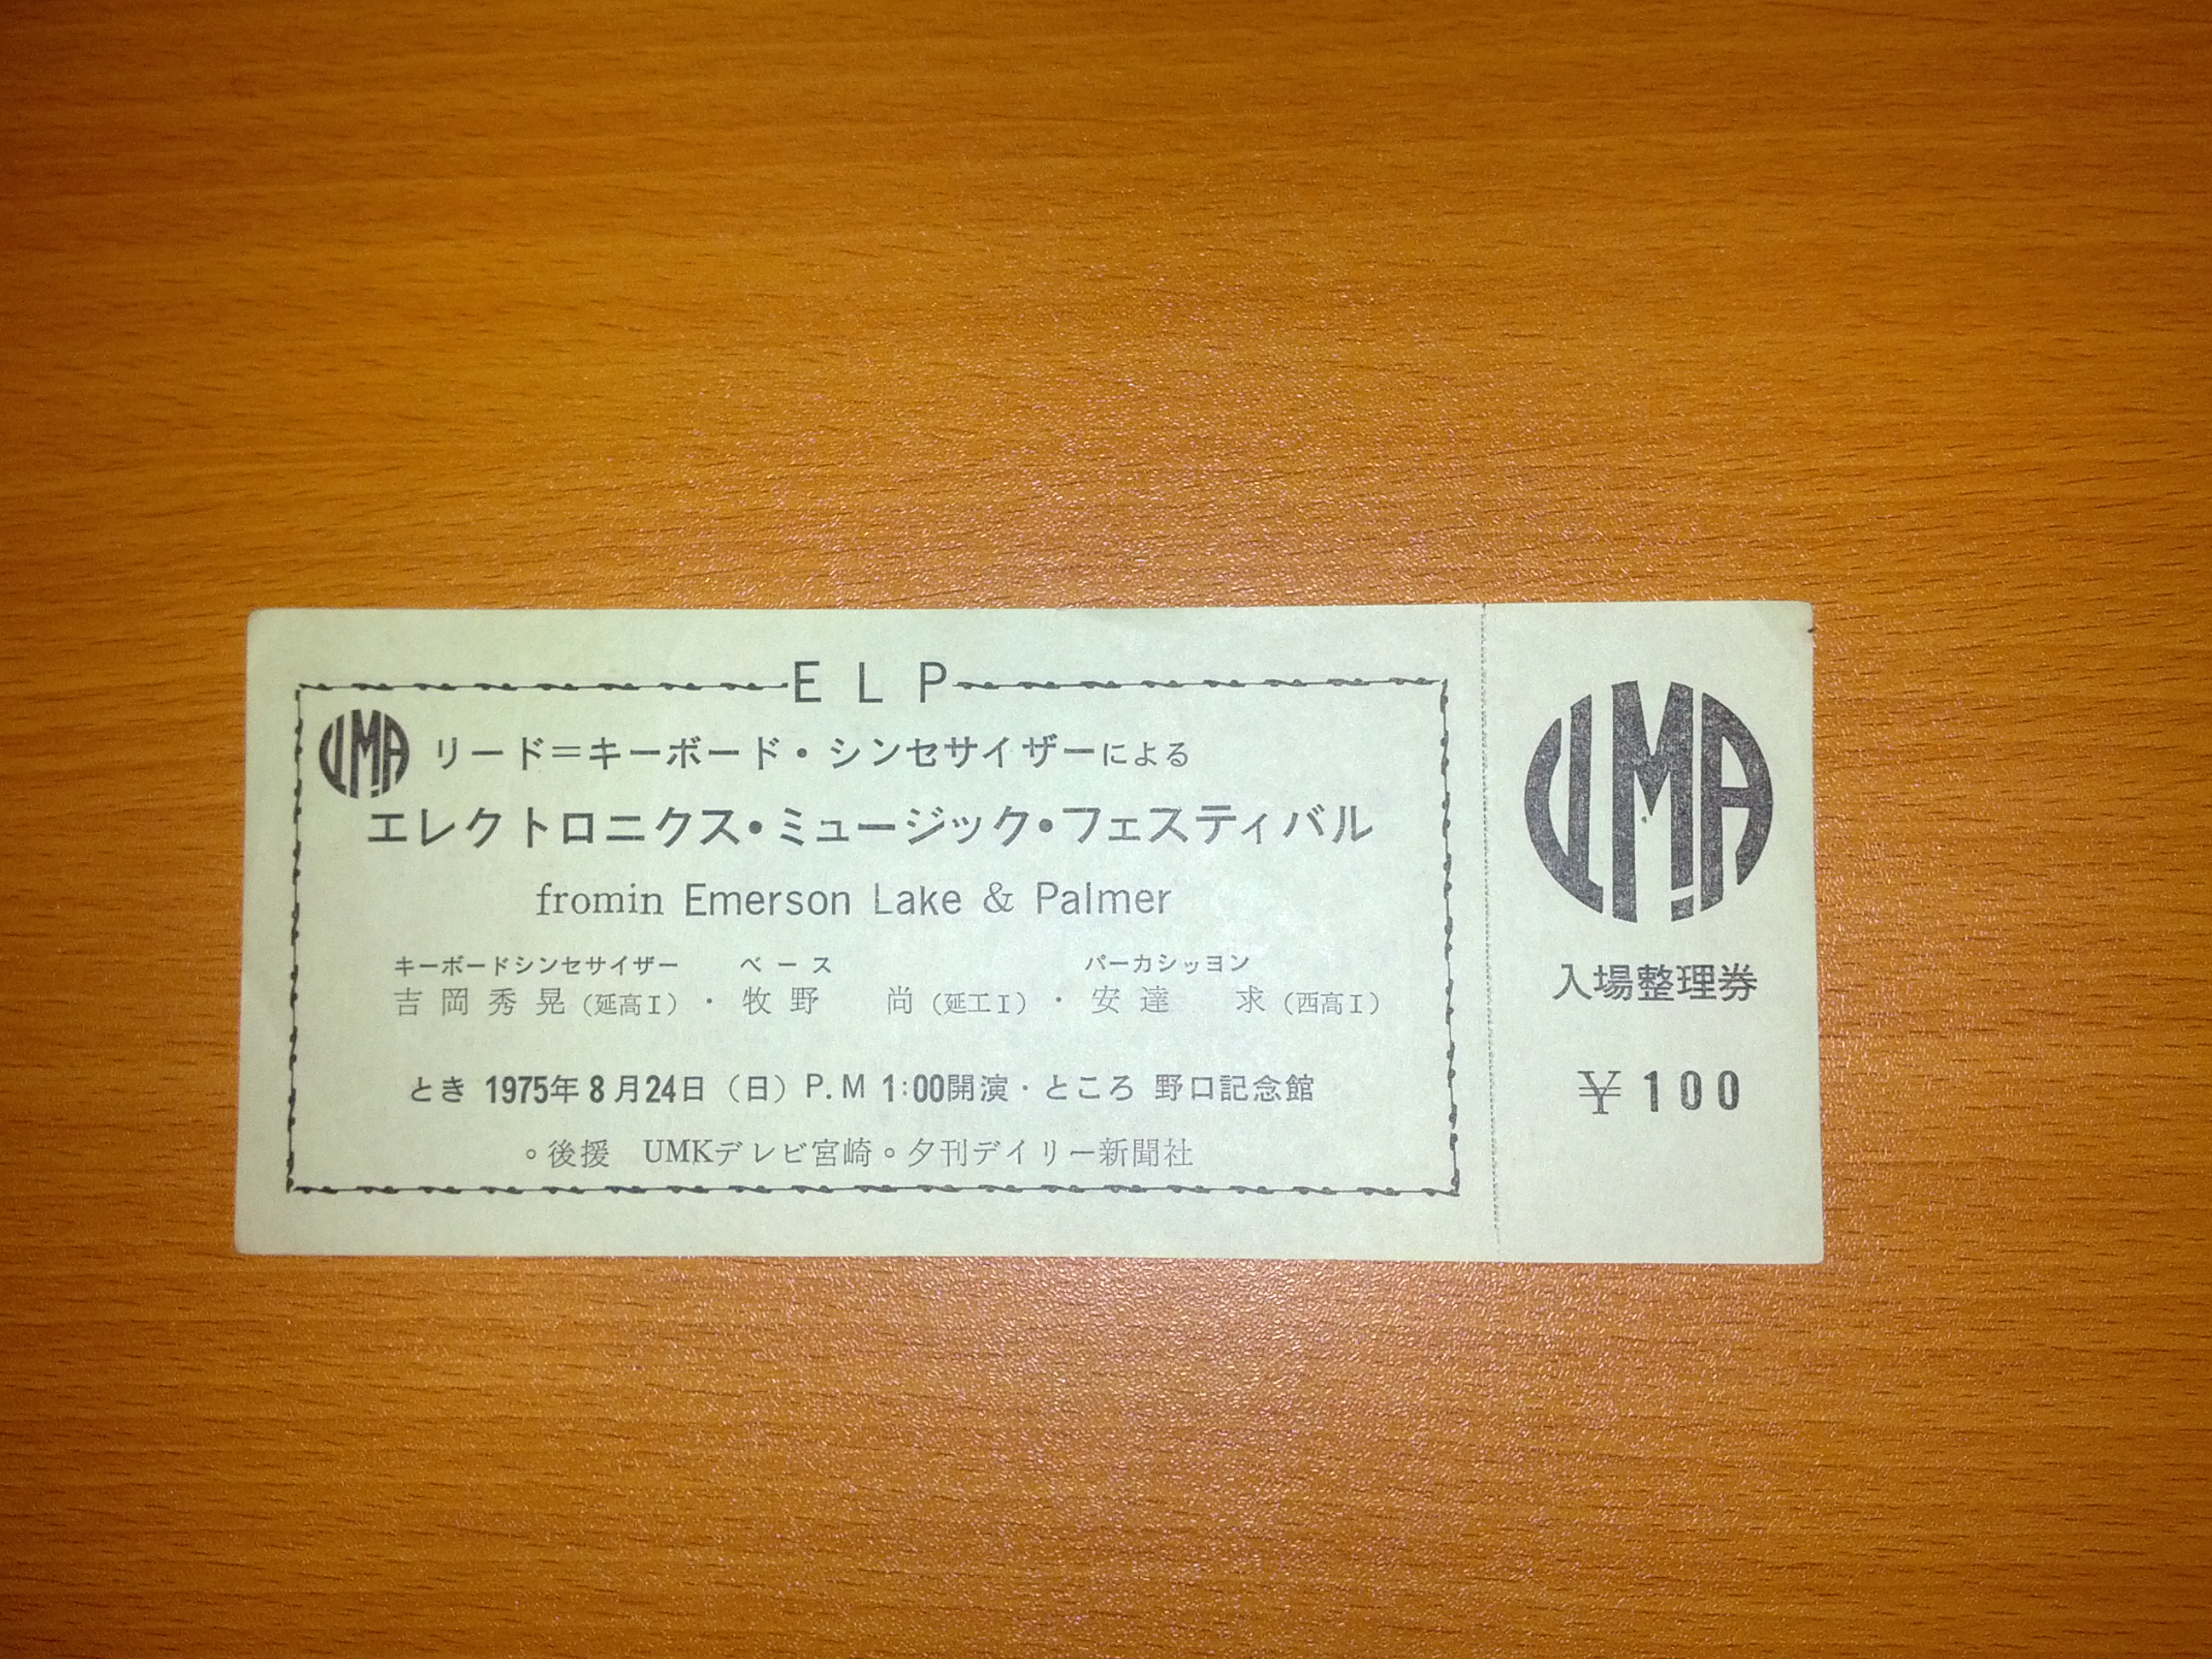 E L P
UMA リード=キーボード・シンセサイザーによる
エレクトロニクス・ミュージック・フェスティバル
fromin Emerson Lake & Palmer
キーボードシンセサイザー ベース パーカシッヨン
吉岡秀晃(延高I)・牧野 尚(延工I)・安達 求(西高I)
とき 1975年8月24日(日)P.M 1:00開演・ところ 野口記念館
。後援 UMKデレビ宮崎。夕刊デイリー新聞社
UMA
入場整理券
¥100